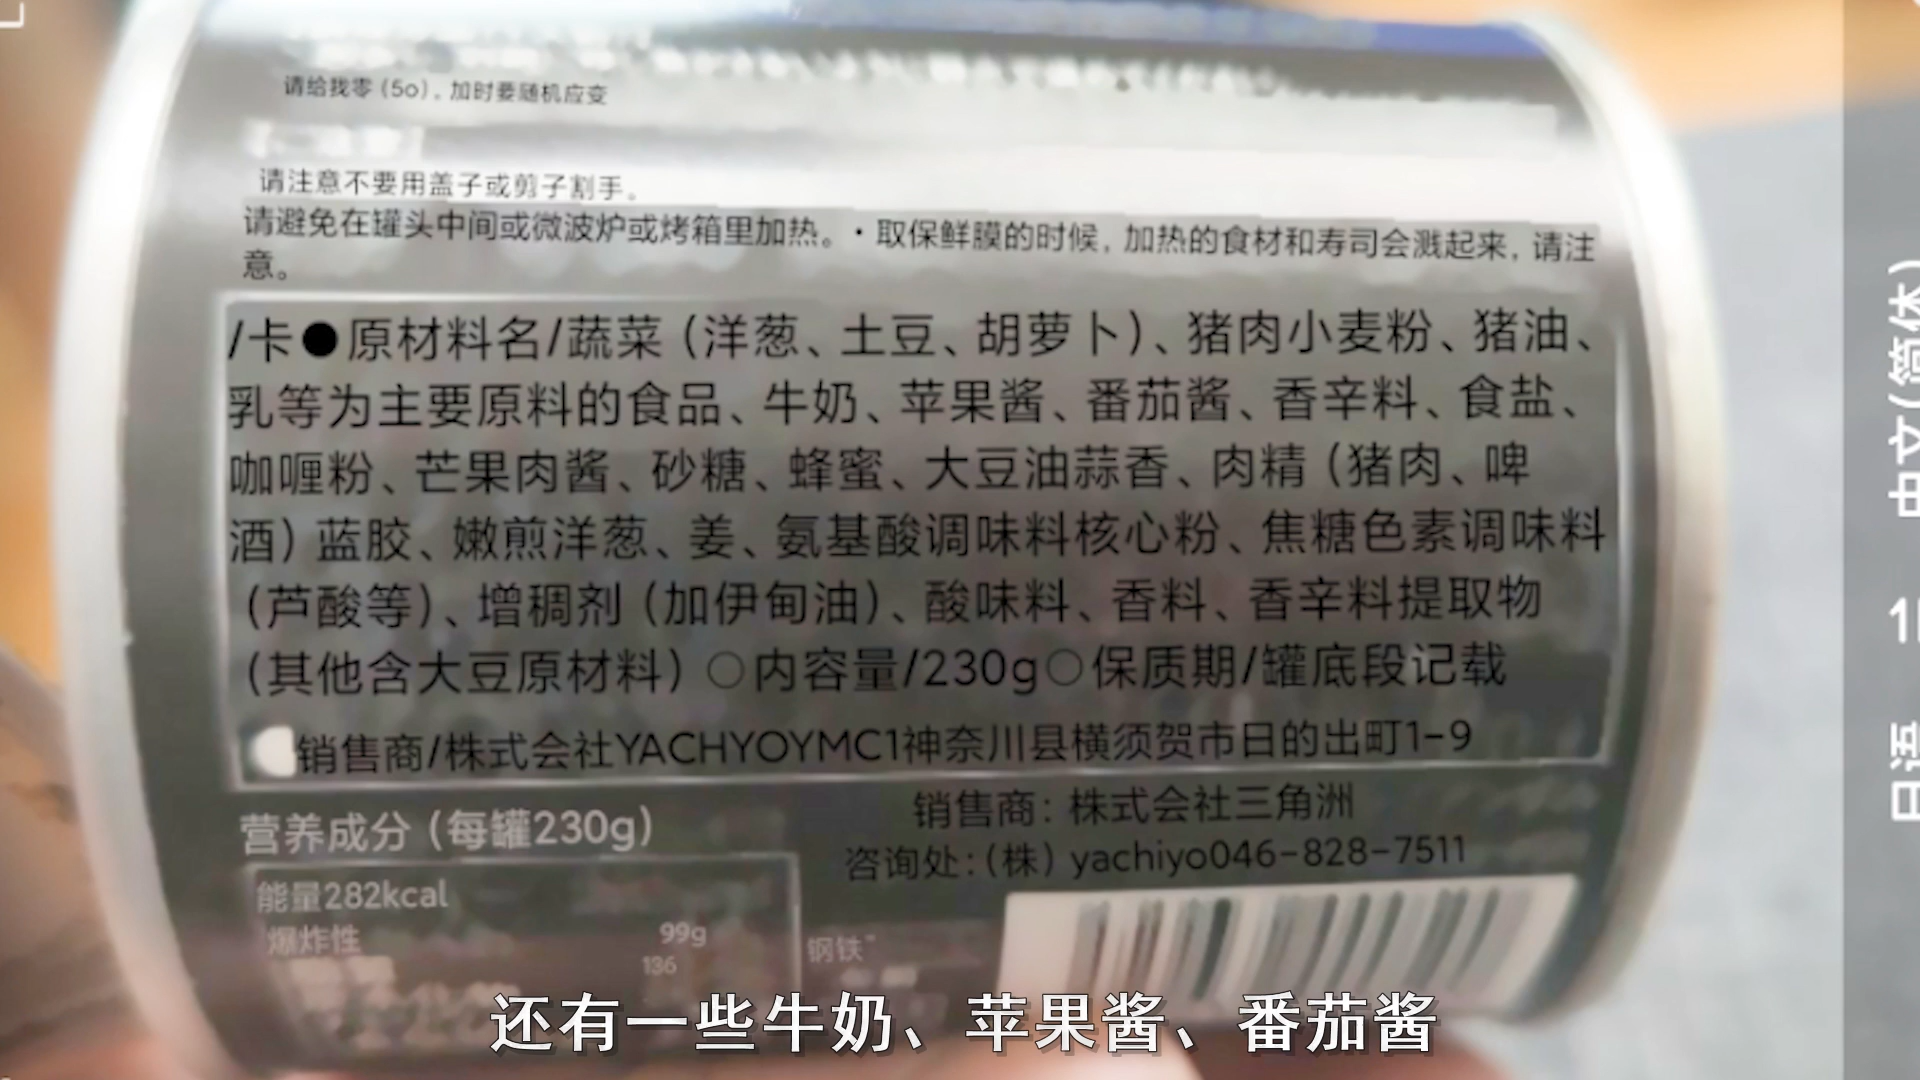 请给我零（5o）。加时要随机应变
请注意不要用盖子或剪子割手。
请避免在罐头中间或微波炉或烤箱里加热。・取保鲜膜的时候，加热的食材和寿司会溅起来，请注
意。
/卡●原材料名/蔬菜（洋葱、土豆、胡萝卜）、猪肉小麦粉、猪油、
乳等为主要原料的食品、牛奶、苹果酱、番茄酱、香辛料、食盐、
咖喱粉、芒果肉酱、砂糖、蜂蜜、大豆油蒜香、肉精（猪肉、啤
酒）蓝胶、嫩煎洋葱、姜、氨基酸调味料核心粉、焦糖色素调味料
（芦酸等）、增稠剂（加伊甸油）、酸味料、香料、香辛料提取物
（其他含大豆原材料）○内容量/230g○保质期/罐底段记载
销售商/株式会社YACHYOYMC1神奈川县横须贺市日的出町1-9
销售商：株式会社三角洲
咨询处：（株）yachiyo046-828-7511
营养成分（每罐230g）
能量282kcal
爆炸性 99g
136
钢铁
日语
中文(简体)
还有一些牛奶、苹果酱、番茄酱